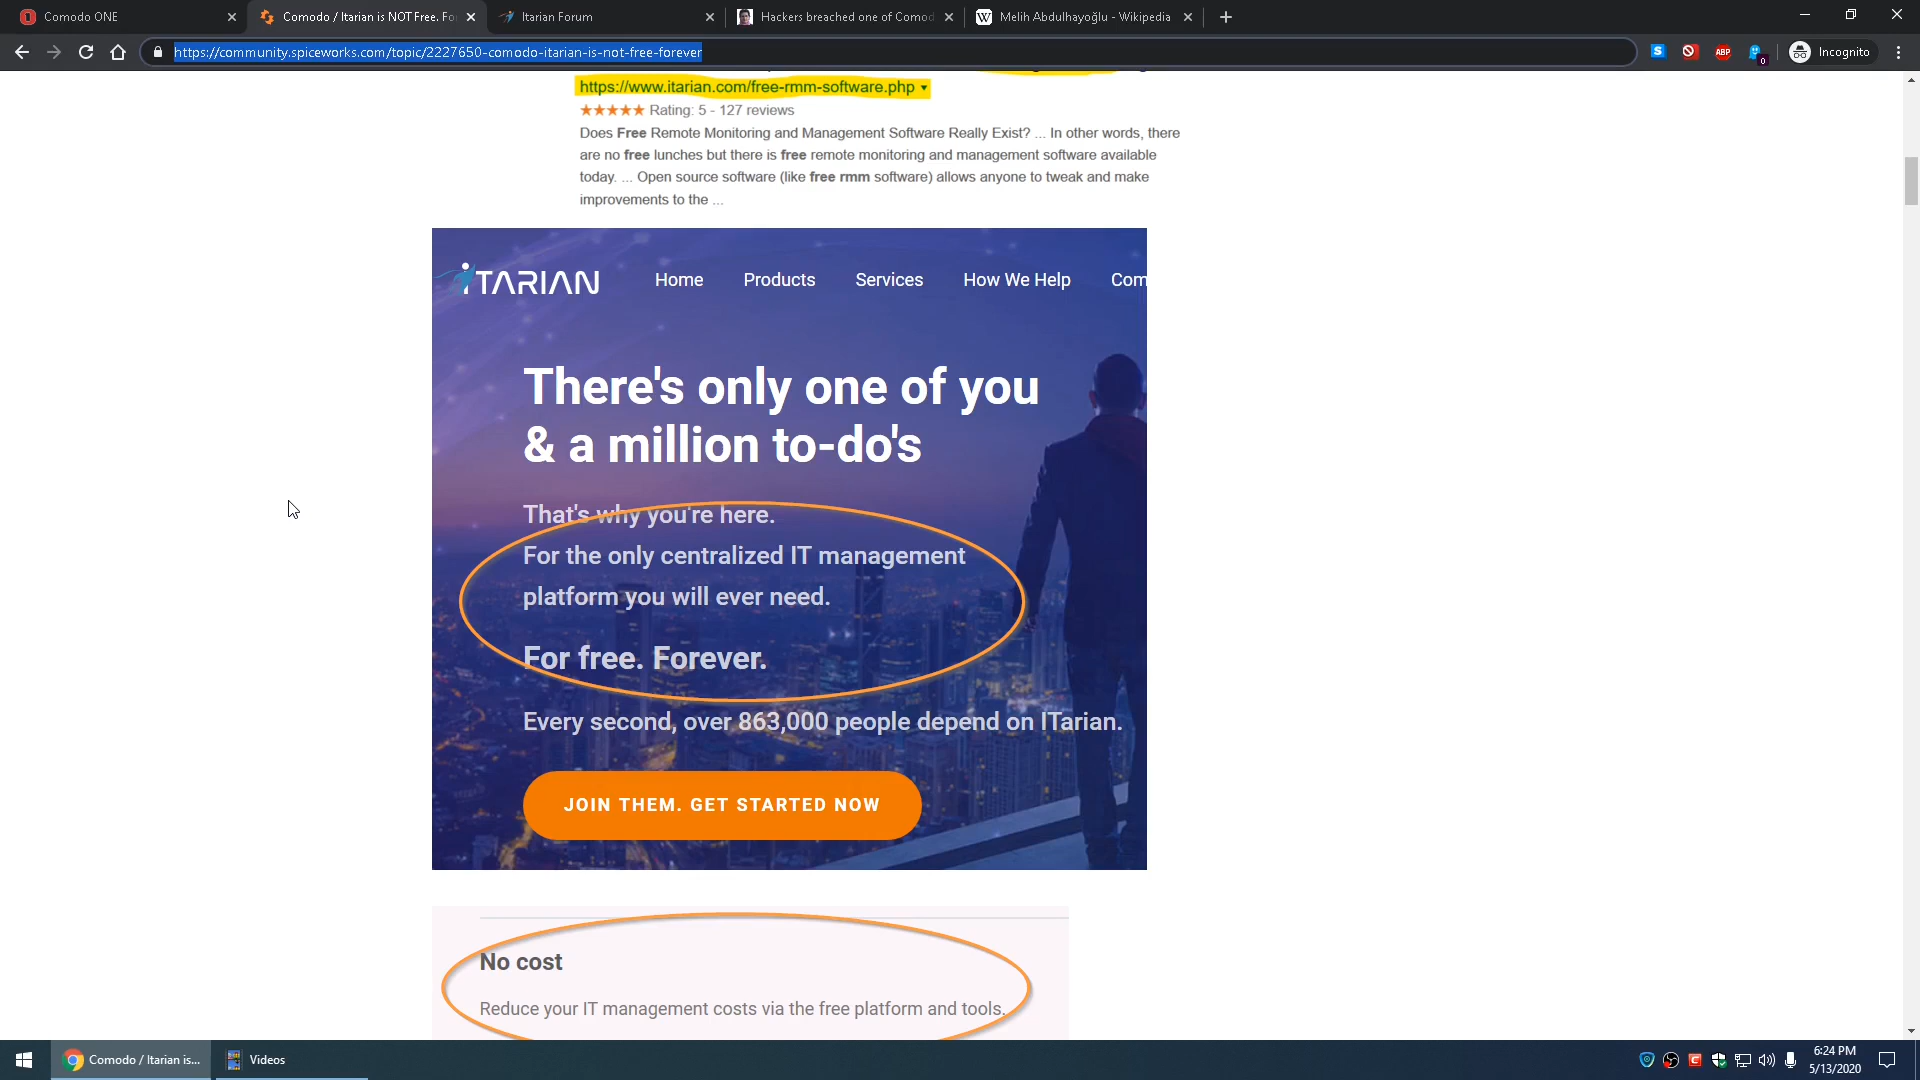 Comodo ONE
Comodo / Itarian is NOT Free. Fo
Itarian Forum
Hackers breached one of Comod
Melih Abdulhayoğlu - Wikipedia
https://community.spiceworks.com/topic/2227650-comodo-itarian-is-not-free-forever
S
ABP
0
Incognito
https://www.itarian.com/free-rmm-software.php
★★★★★ Rating: 5 - 127 reviews
Does Free Remote Monitoring and Management Software Really Exist? ... In other words, there
are no free lunches but there is free remote monitoring and management software available
today. ... Open source software (like free rmm software) allows anyone to tweak and make
improvements to the ...
iTARIAN
Home
Products
Services
How We Help
Com
There's only one of you
& a million to-do's
That's why you're here.
For the only centralized IT management
platform you will ever need.
For free. Forever.
Every second, over 863,000 people depend on ITarian.
JOIN THEM. GET STARTED NOW
No cost
Reduce your IT management costs via the free platform and tools.
Comodo / Itarian is...
Videos
6:24 PM
5/13/2020